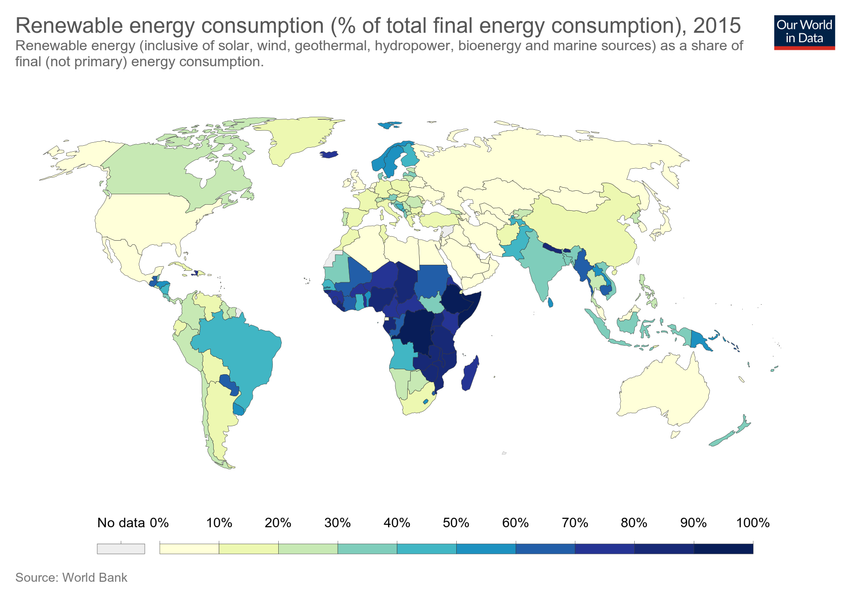 Renewable energy consumption (% of total final energy consumption), 2015
Renewable energy (inclusive of solar, wind, geothermal, hydropower, bioenergy and marine sources) as a share of
final (not primary) energy consumption.
Our World
in Data
No data 0% 10% 20% 30% 40% 50% 60% 70% 80% 90% 100%
Source: World Bank